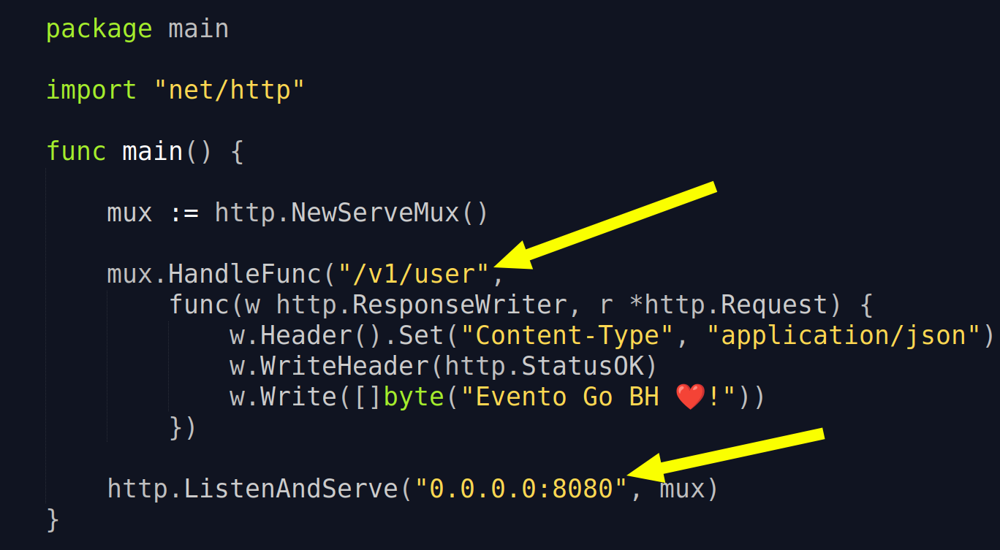 package main
import "net/http"
func main() {
mux := http.NewServeMux()
mux.HandleFunc("/v1/user",
func(w http.ResponseWriter, r *http.Request) {
w.Header().Set("Content-Type", "application/json")
w.WriteHeader(http.StatusOK)
w.Write([]byte("Evento Go BH ❤️!"))
})
http.ListenAndServe("0.0.0.0:8080", mux)
}